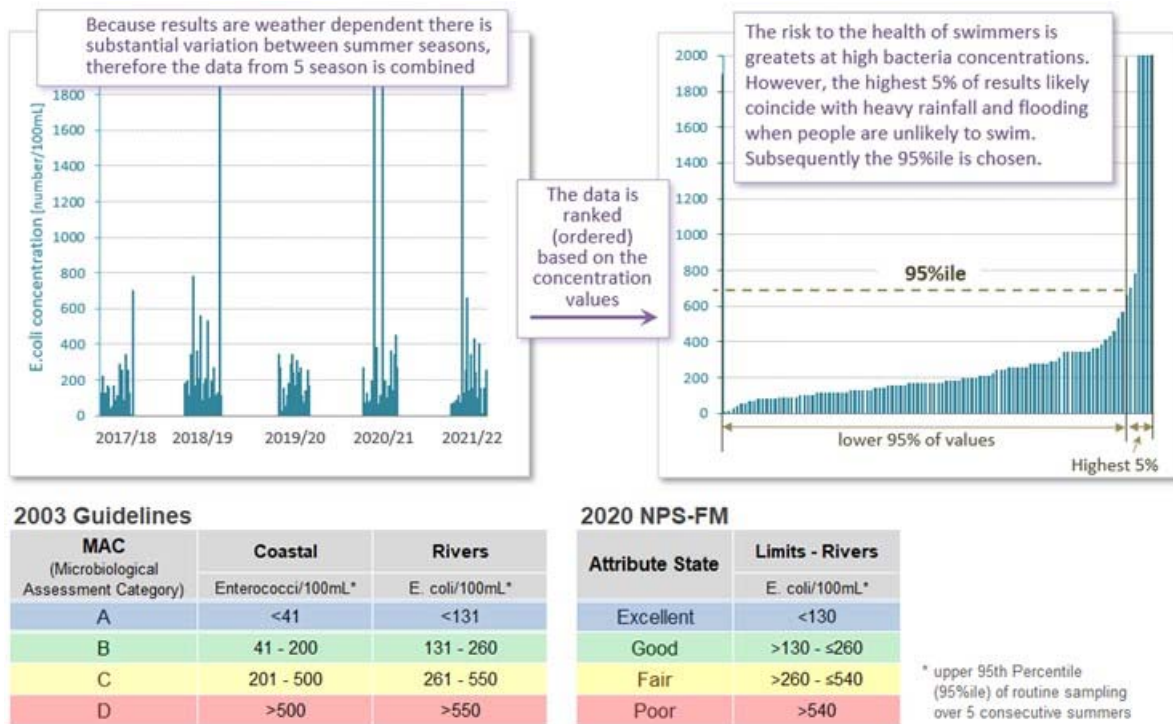 Because results are weather dependent there is
substantial variation between summer seasons,
therefore the data from 5 season is combined
E.coli concentration [number/100mL]
1800
1600
1400
1200
1000
800
600
400
200
0
2017/18 2018/19 2019/20 2020/21 2021/22
The data is
ranked
(ordered)
based on the
concentration
values
The risk to the health of swimmers is
greatets at high bacteria concentrations.
However, the highest 5% of results likely
coincide with heavy rainfall and flooding
when people are unlikely to swim.
Subsequently the 95%ile is chosen.
2000
1800
1600
1400
1200
1000
800
600
400
200
0
95%ile
lower 95% of values
Highest 5%
2003 Guidelines
MAC
(Microbiological
Assessment Category)
Coastal
Rivers
Enterococci/100mL*
E. coli/100mL*
A <41 <131
B 41 - 200 131 - 260
C 201 - 500 261 - 550
D >500 >550
2020 NPS-FM
Attribute State
Limits - Rivers
E. coli/100mL*
Excellent <130
Good >130 - ≤260
Fair >260 - ≤540
Poor >540
* upper 95th Percentile
(95%ile) of routine sampling
over 5 consecutive summers